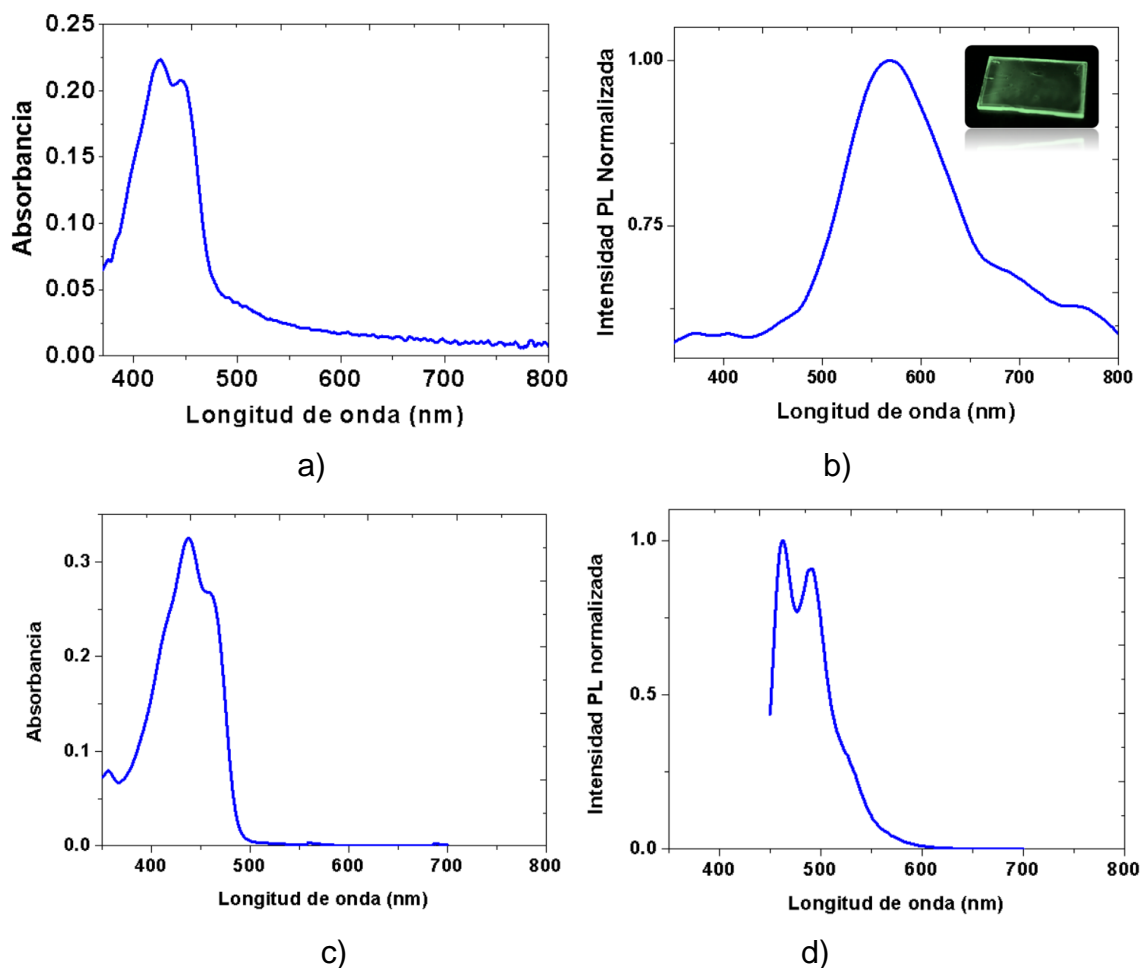 0.25
0.20
0.15
0.10
0.05
0.00
Absorbancia
400 500 600 700 800
Longitud de onda (nm)
a)
1.00
0.75
Intensidad PL Normalizada
400 500 600 700 800
Longitud de onda (nm)
b)
0.3
0.2
0.1
0.0
Absorbancia
400 500 600 700 800
Longitud de onda (nm)
c)
1.0
0.5
0.0
Intensidad PL normalizada
400 500 600 700 800
Longitud de onda (nm)
d)